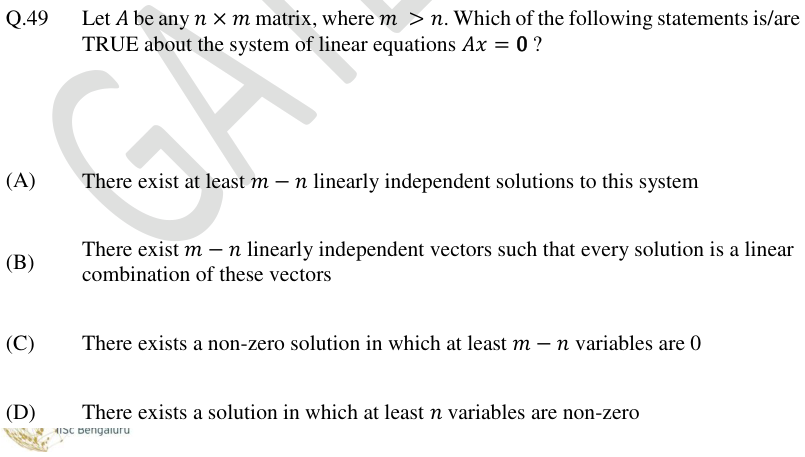 Q.49 Let A be any n × m matrix, where m > n. Which of the following statements is/are
TRUE about the system of linear equations Ax = 0 ?
(A) There exist at least m − n linearly independent solutions to this system
(B) There exist m − n linearly independent vectors such that every solution is a linear
combination of these vectors
(C) There exists a non-zero solution in which at least m − n variables are 0
(D) There exists a solution in which at least n variables are non-zero
IISc Bengaluru